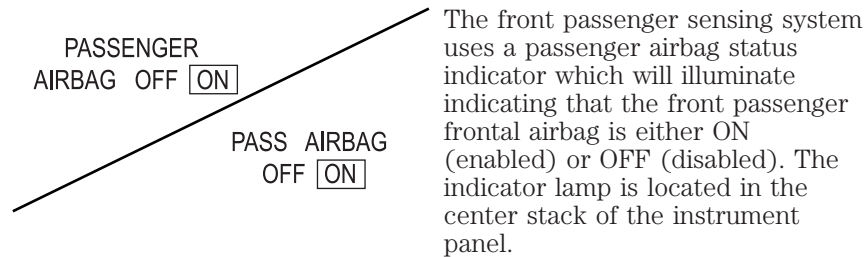 PASSENGER
AIRBAG OFF ON
PASS AIRBAG
OFF ON
The front passenger sensing system
uses a passenger airbag status
indicator which will illuminate
indicating that the front passenger
frontal airbag is either ON
(enabled) or OFF (disabled). The
indicator lamp is located in the
center stack of the instrument
panel.